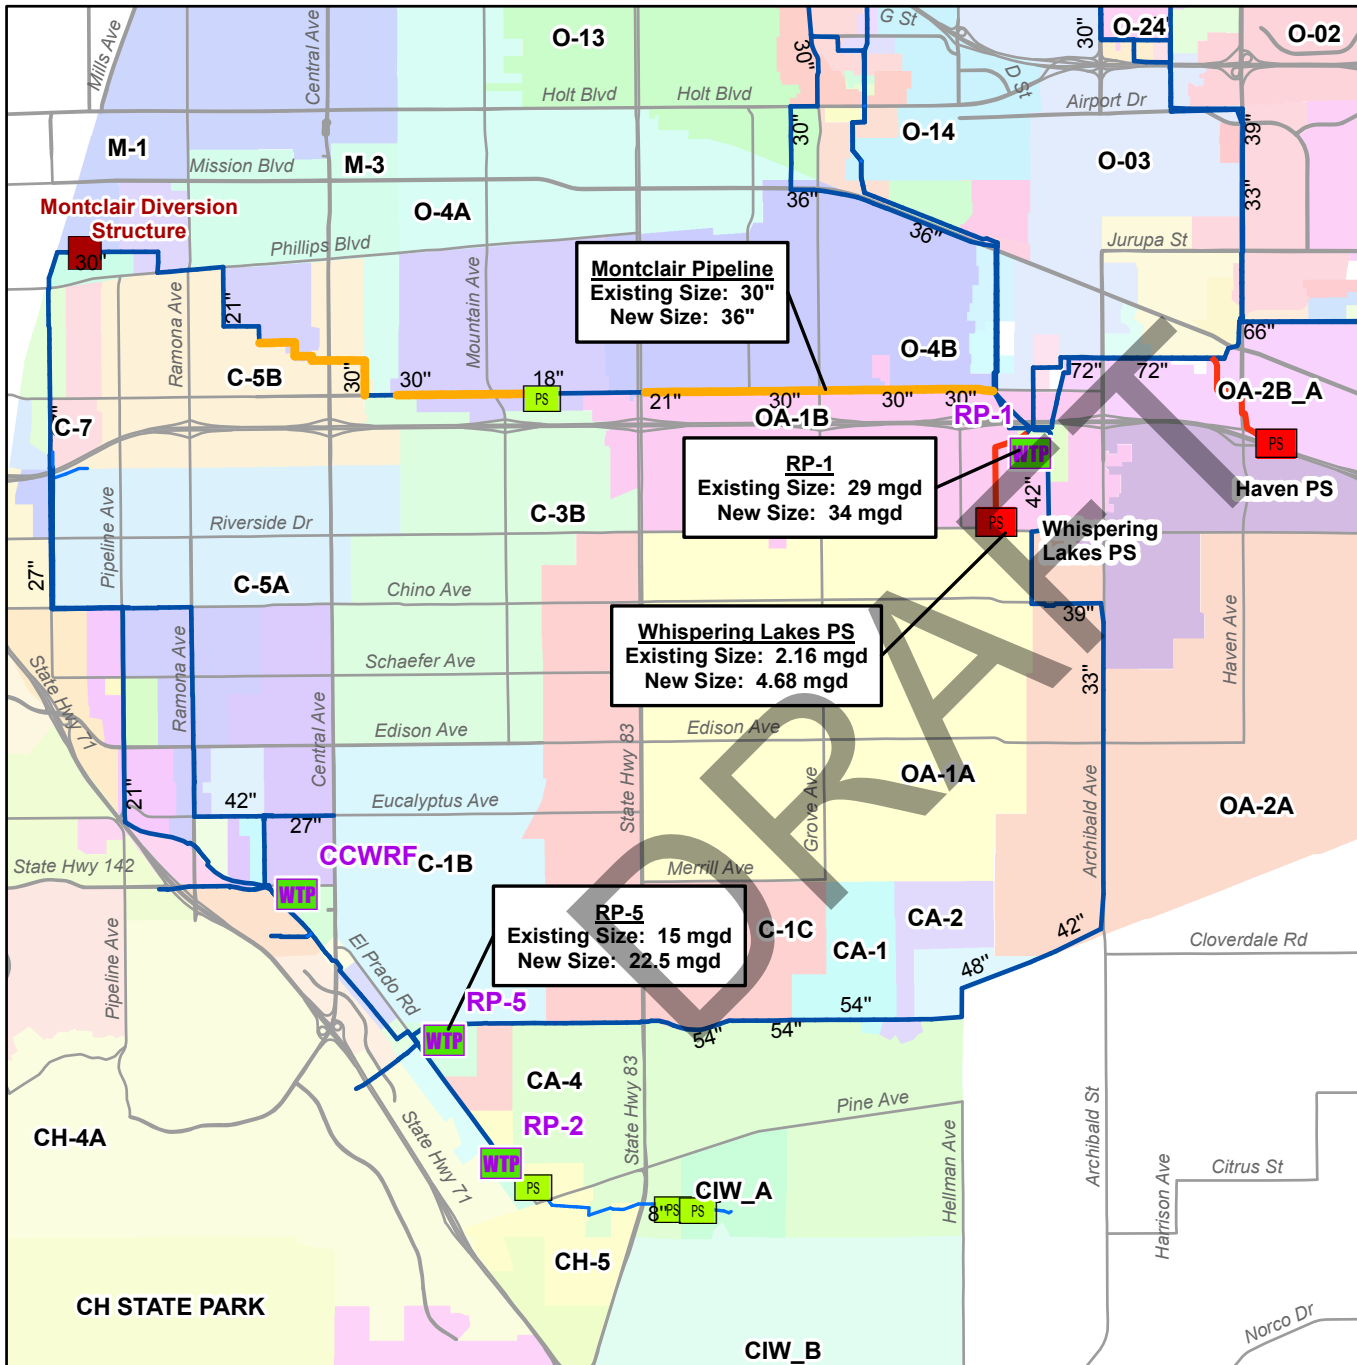 Mills Ave
Central Ave
O-13
G St
30"
30"
O-24
O-02
D St
Holt Blvd
Holt Blvd
Airport Dr
M-1
Mission Blvd
M-3
30"
O-14
O-03
39"
33"
Montclair Diversion
Structure
30"
O-4A
Phillips Blvd
36"
36"
Jurupa St
Montclair Pipeline
Existing Size: 30"
New Size: 36"
Ramona Ave
21"
Mountain Ave
O-4B
66"
C-5B
30"
30"
18"
PS
21"
30"
30"
30"
72"
72"
OA-2B_A
C-7
OA-1B
RP-1
WTP
PS
Haven PS
RP-1
Existing Size: 29 mgd
New Size: 34 mgd
42"
PS
Whispering
Lakes PS
Pipeline Ave
Riverside Dr
C-3B
27"
C-5A
Chino Ave
39"
Whispering Lakes PS
Existing Size: 2.16 mgd
New Size: 4.68 mgd
State Hwy 71
Ramona Ave
Schaefer Ave
33"
Haven Ave
Central Ave
Edison Ave
State Hwy 83
Edison Ave
Grove Ave
OA-1A
Archibald Ave
OA-2A
21"
42"
27"
Eucalyptus Ave
DRAFT
State Hwy 142
CCWRF
C-1B
WTP
Merrill Ave
RP-5
Existing Size: 15 mgd
New Size: 22.5 mgd
C-1C
CA-1
CA-2
42"
Cloverdale Rd
Pipeline Ave
El Prado Rd
RP-5
WTP
48"
54"
54"
54"
CA-4
State Hwy 83
Pine Ave
CH-4A
State Hwy 71
RP-2
WTP
PS
Hellman Ave
Archibald St
Harrison Ave
Citrus St
8"
PS
PS
CIW_A
CH-5
CH STATE PARK
CIW_B
Norco Dr